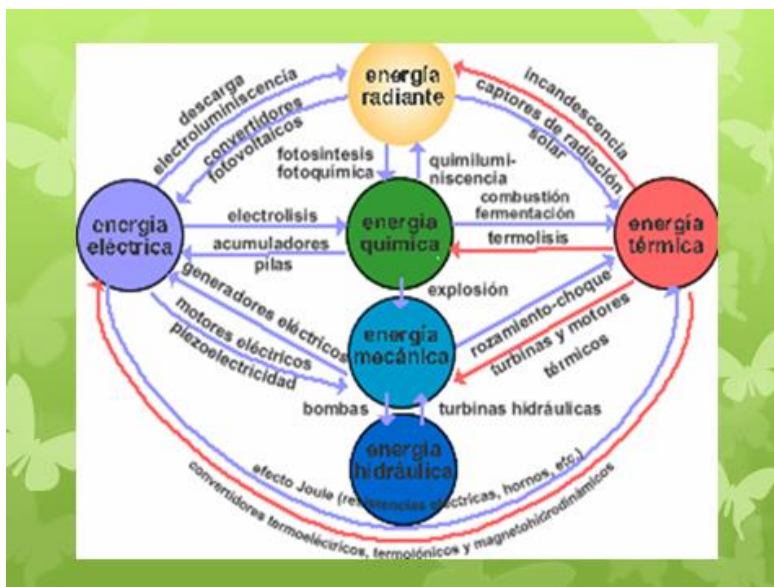 energía
radiante
descarga
electroluminiscencia
convertidores
fotovoltaicos
incandescencia
captores de radiación
solar
fotosíntesis
fotoquímica
quimilumi-
niscencia
energía
eléctrica
electrolisis
acumuladores
pilas
energía
química
combustión
fermentación
termolisis
energía
térmica
explosión
generadores eléctricos
motores eléctricos
piezoelectricidad
energía
mecánica
rozamiento-choque
turbinas y motores
térmicos
bombas
turbinas hidráulicas
energía
hidráulica
efecto Joule (resistencias eléctricas, hornos, etc.)
convertidores termoeléctricos, termoiónicos y magnetohidrodinámicos